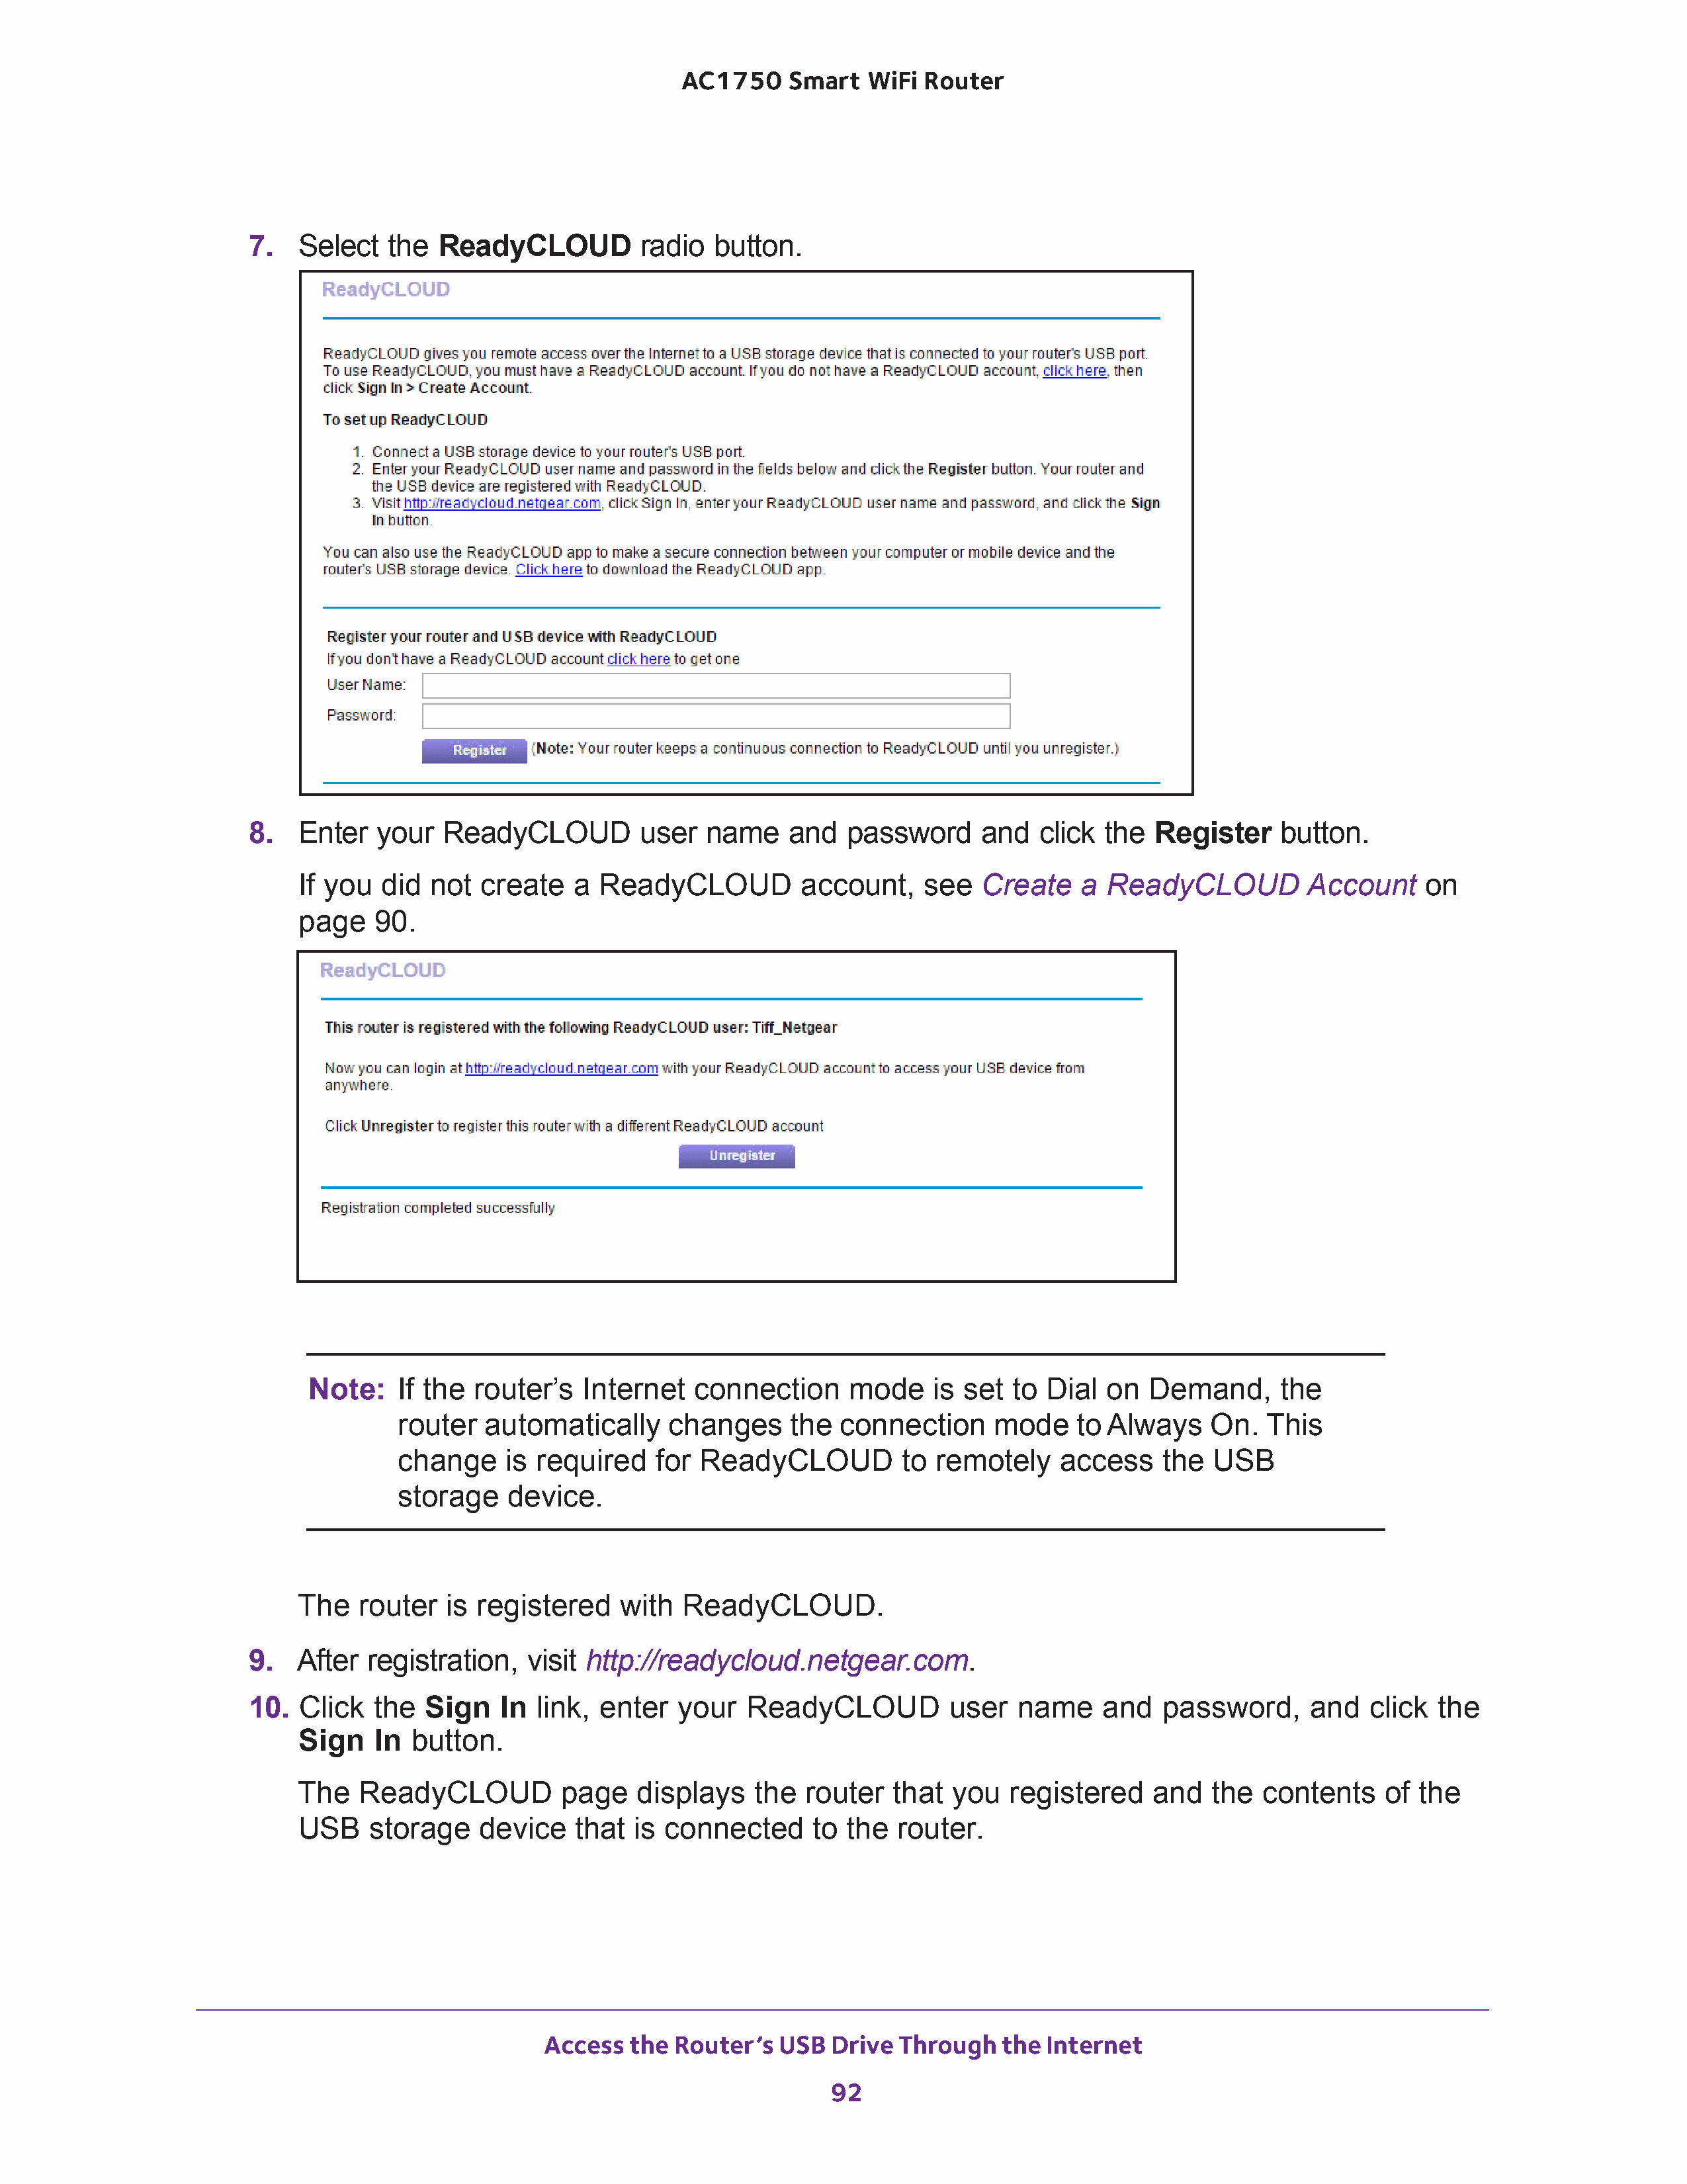 AC1750 Smart WiFi Router
7. Select the ReadyCLOUD radio button.
ReadyCLOUD
ReadyCLOUD gives you remote access over the Internet to a USB storage device that is connected to your router's USB port.
To use ReadyCLOUD, you must have a ReadyCLOUD account. If you do not have a ReadyCLOUD account, click here, then
click Sign In > Create Account.
To set up ReadyCLOUD
1. Connect a USB storage device to your router's USB port.
2. Enter your ReadyCLOUD user name and password in the fields below and click the Register button. Your router and
the USB device are registered with ReadyCLOUD.
3. Visit http://readycloud.netgear.com, click Sign In, enter your ReadyCLOUD user name and password, and click the Sign
In button.
You can also use the ReadyCLOUD app to make a secure connection between your computer or mobile device and the
router's USB storage device. Click here to download the ReadyCLOUD app.
Register your router and USB device with ReadyCLOUD
If you don't have a ReadyCLOUD account click here to get one
User Name:
Password:
Register (Note: Your router keeps a continuous connection to ReadyCLOUD until you unregister.)
8. Enter your ReadyCLOUD user name and password and click the Register button.
If you did not create a ReadyCLOUD account, see Create a ReadyCLOUD Account on
page 90.
ReadyCLOUD
This router is registered with the following ReadyCLOUD user: Tiff_Netgear
Now you can login at http://readycloud.netgear.com with your ReadyCLOUD account to access your USB device from
anywhere.
Click Unregister to register this router with a different ReadyCLOUD account
Unregister
Registration completed successfully
Note: If the router’s Internet connection mode is set to Dial on Demand, the
router automatically changes the connection mode to Always On. This
change is required for ReadyCLOUD to remotely access the USB
storage device.
The router is registered with ReadyCLOUD.
9. After registration, visit http://readycloud.netgear.com.
10. Click the Sign In link, enter your ReadyCLOUD user name and password, and click the
Sign In button.
The ReadyCLOUD page displays the router that you registered and the contents of the
USB storage device that is connected to the router.
Access the Router’s USB Drive Through the Internet
92